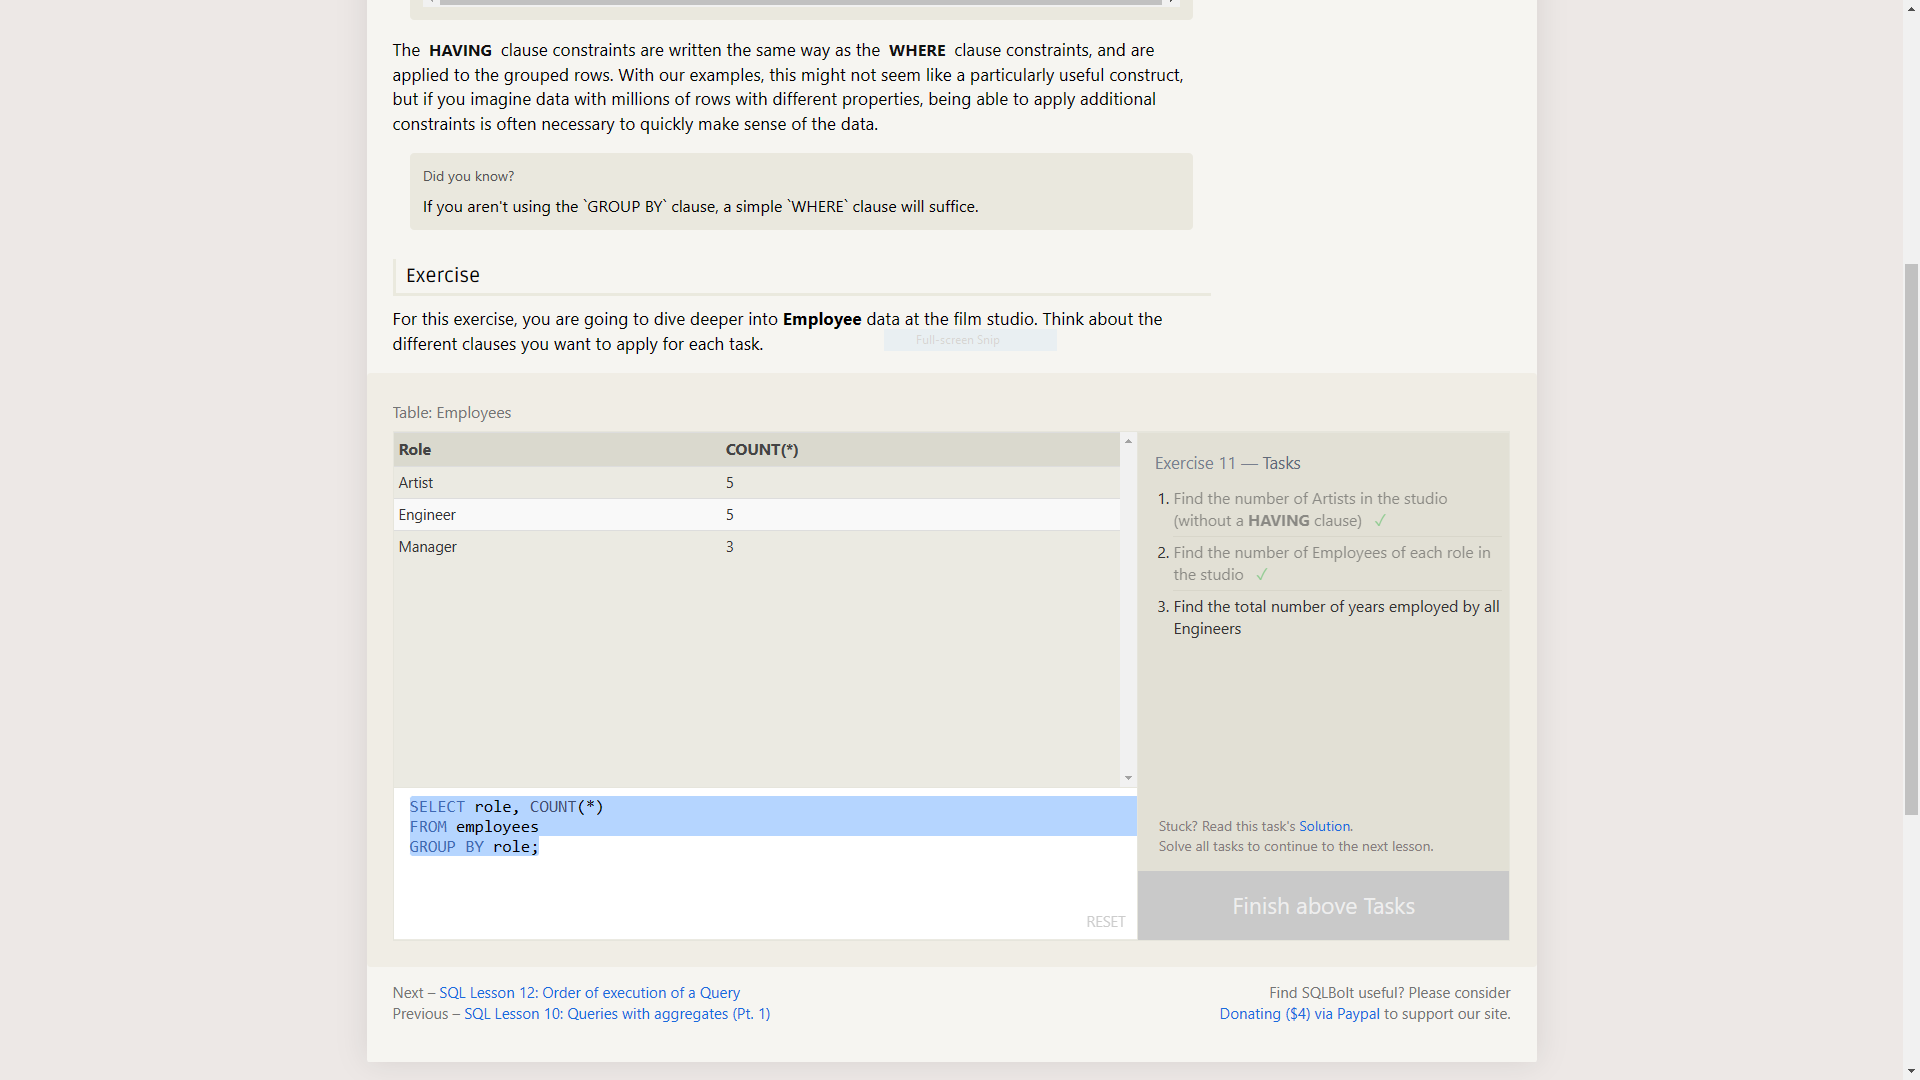 The HAVING clause constraints are written the same way as the WHERE clause constraints, and are
applied to the grouped rows. With our examples, this might not seem like a particularly useful construct,
but if you imagine data with millions of rows with different properties, being able to apply additional
constraints is often necessary to quickly make sense of the data.
Did you know?
If you aren't using the `GROUP BY` clause, a simple `WHERE` clause will suffice.
Exercise
For this exercise, you are going to dive deeper into Employee data at the film studio. Think about the
different clauses you want to apply for each task.
Full-screen Snip
Table: Employees
Role COUNT(*)
Artist 5
Engineer 5
Manager 3
SELECT role, COUNT(*)
FROM employees
GROUP BY role;
RESET
Exercise 11 — Tasks
1. Find the number of Artists in the studio
(without a HAVING clause) ✓
2. Find the number of Employees of each role in
the studio ✓
3. Find the total number of years employed by all
Engineers
Stuck? Read this task's Solution.
Solve all tasks to continue to the next lesson.
Finish above Tasks
Next – SQL Lesson 12: Order of execution of a Query
Previous – SQL Lesson 10: Queries with aggregates (Pt. 1)
Find SQLBolt useful? Please consider
Donating ($4) via Paypal to support our site.